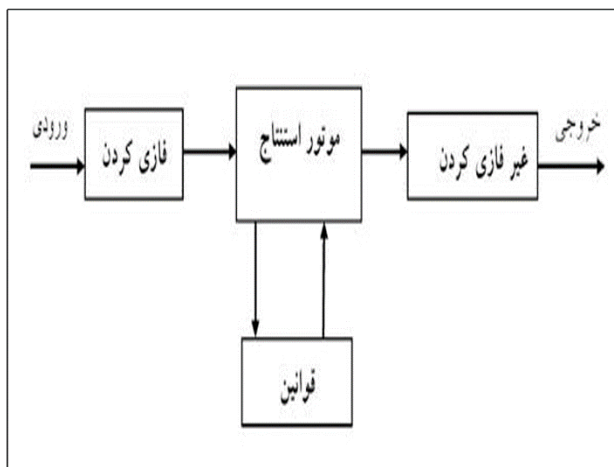 ورودی
فازی کردن
موتور استنتاج
غیر فازی کردن
خروجی
قوانین